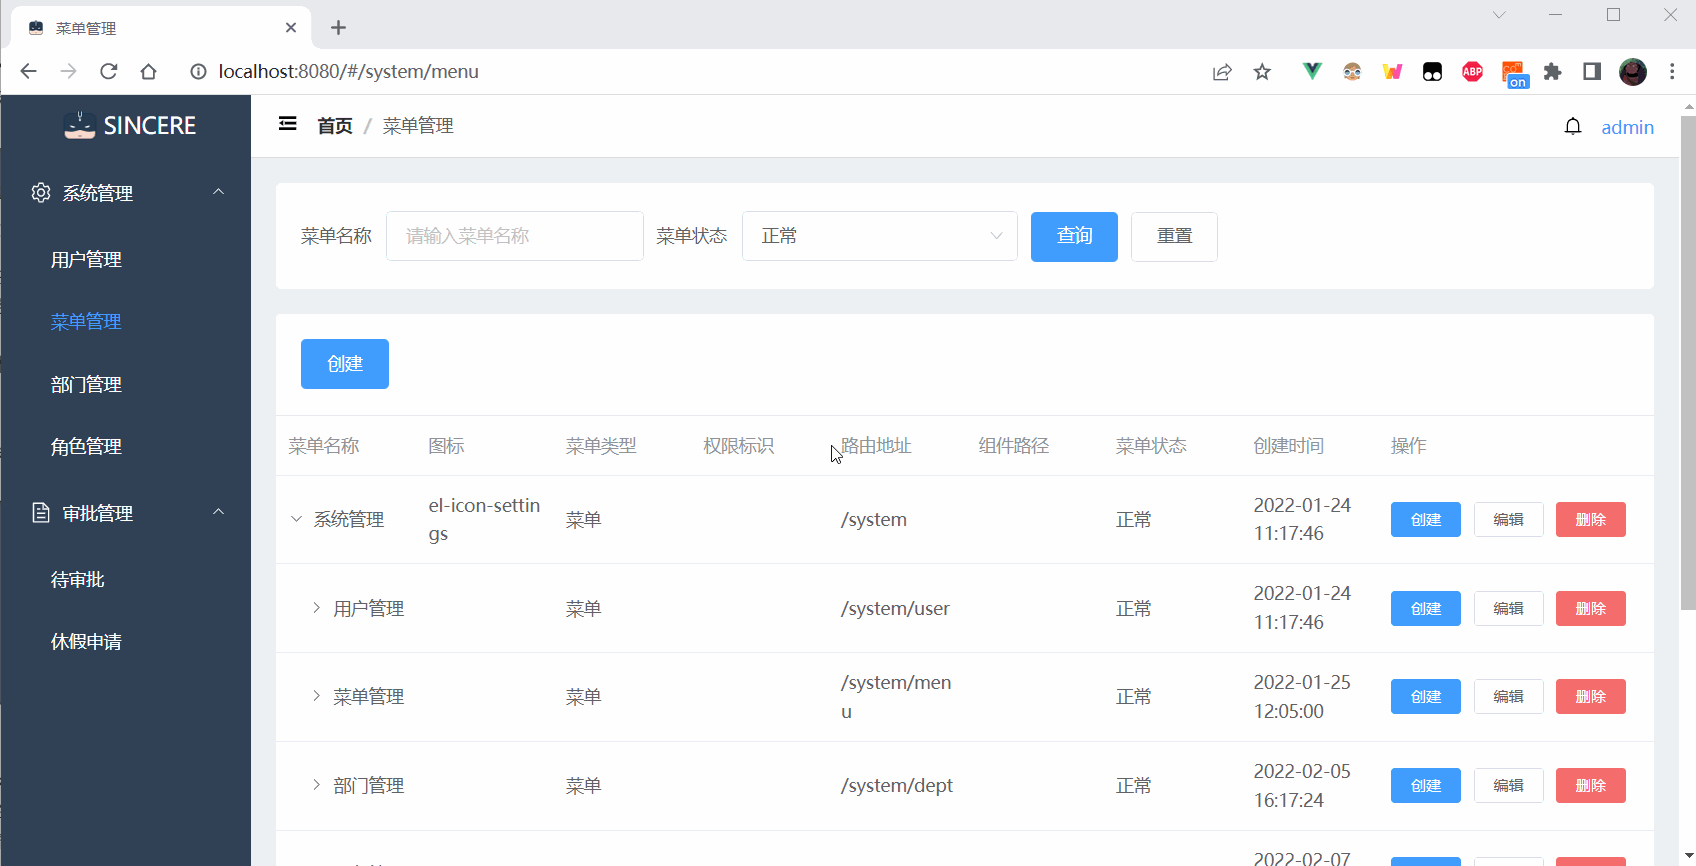 菜单管理
localhost:8080/#/system/menu
ABP
on
SINCERE
首页 / 菜单管理
admin
系统管理
用户管理
菜单管理
部门管理
角色管理
审批管理
待审批
休假申请
菜单名称 请输入菜单名称 菜单状态 正常 查询 重置
创建
菜单名称 图标 菜单类型 权限标识 路由地址 组件路径 菜单状态 创建时间 操作
系统管理 el-icon-settin
gs 菜单 /system 正常 2022-01-24
11:17:46 创建 编辑 删除
用户管理 菜单 /system/user 正常 2022-01-24
11:17:46 创建 编辑 删除
菜单管理 菜单 /system/men
u 正常 2022-01-25
12:05:00 创建 编辑 删除
部门管理 菜单 /system/dept 正常 2022-02-05
16:17:24 创建 编辑 删除
2022-02-07